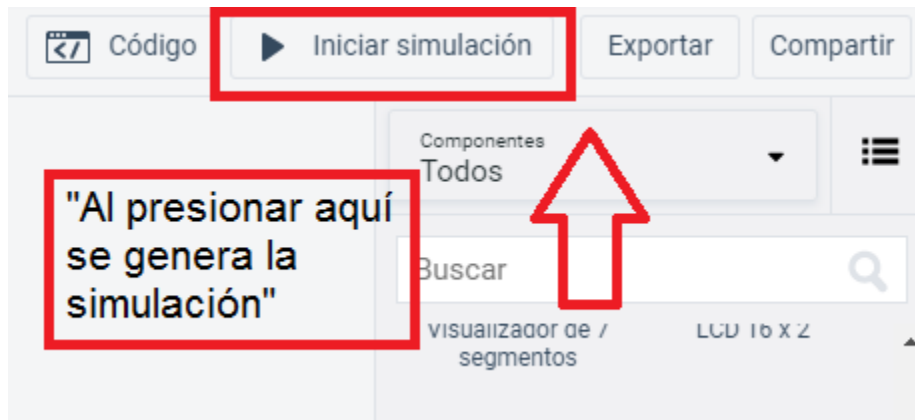 Código
Iniciar simulación
Exportar
Compartir
Componentes
Todos
"Al presionar aquí
se genera la
simulación"
Buscar
Visualizador de 7
segmentos
LCD 16 x 2